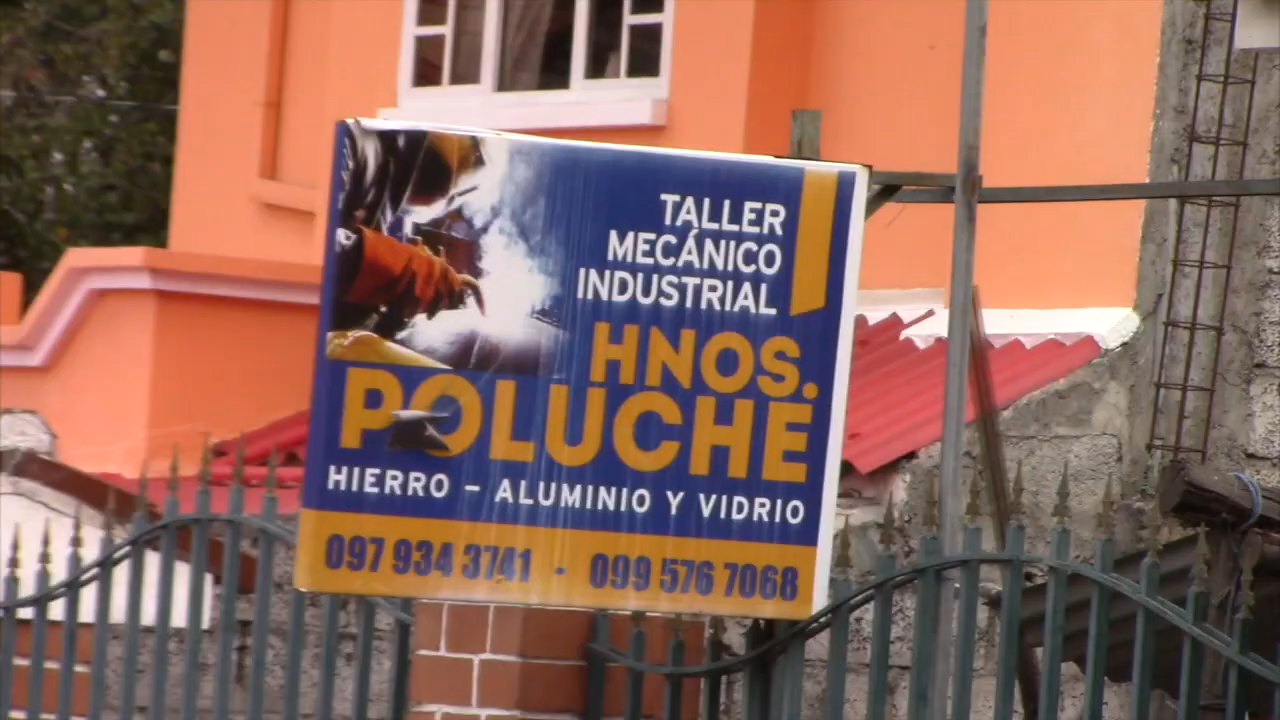 TALLER
MECÁNICO
INDUSTRIAL
HNOS.
POLUCHE
HIERRO - ALUMINIO Y VIDRIO
097 934 3741 · 099 576 7068